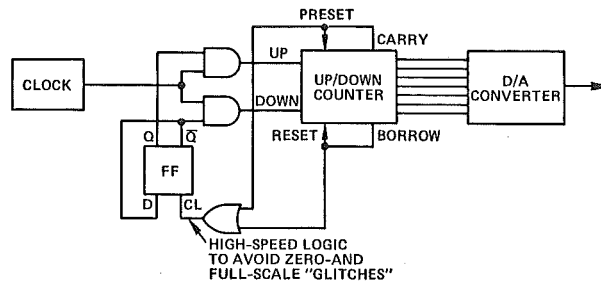 PRESET
CARRY
UP
CLOCK
UP/DOWN
COUNTER
D/A
CONVERTER
DOWN
RESET
BORROW
Q
Q̅
FF
D
CL
HIGH-SPEED LOGIC
TO AVOID ZERO-AND
FULL-SCALE "GLITCHES"